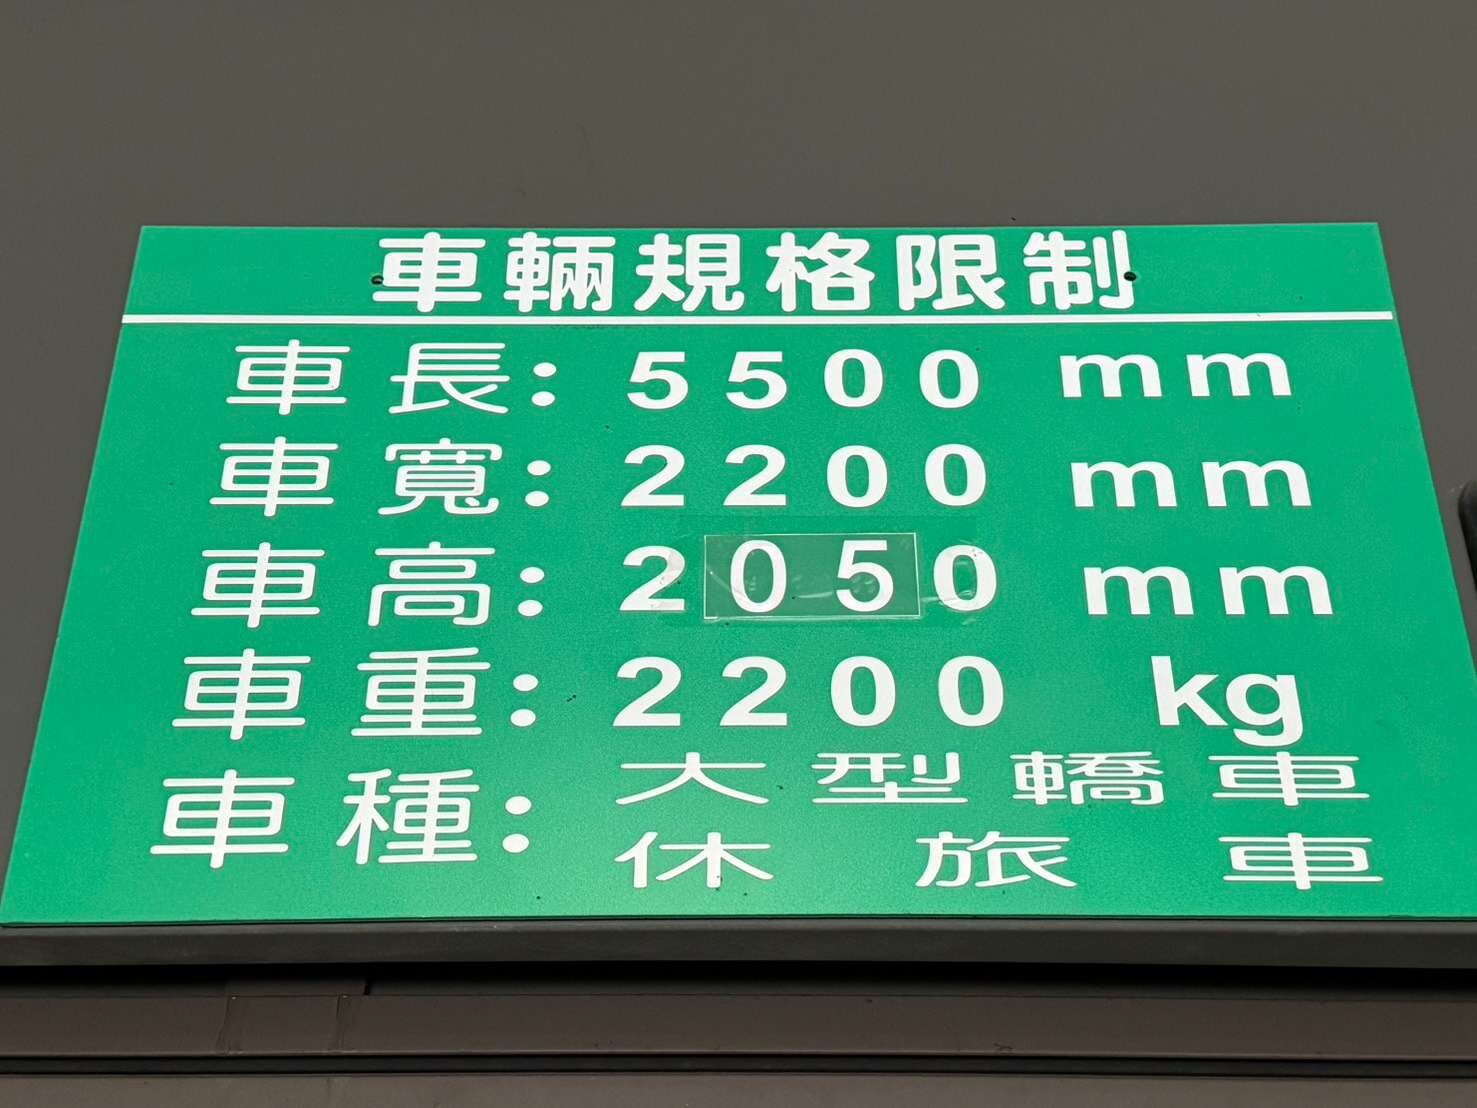 車輛規格限制
車長: 5500 mm
車寬: 2200 mm
車高: 2050 mm
車重: 2200 kg
車種: 大型轎車
休旅車